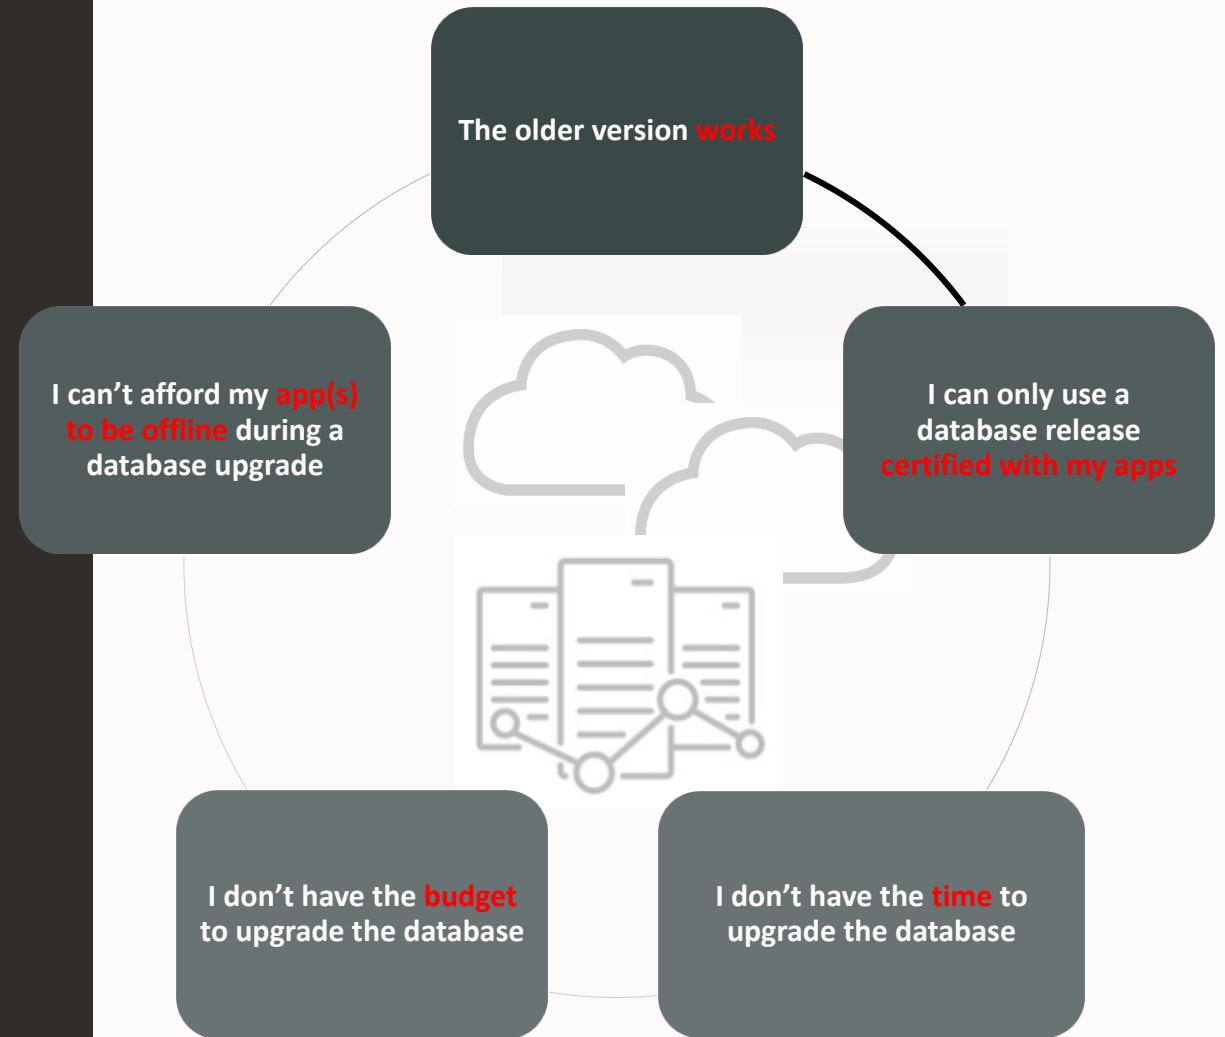 The older version works
I can’t afford my app(s)
to be offline during a
database upgrade
I can only use a
database release
certified with my apps
I don’t have the budget
to upgrade the database
I don’t have the time to
upgrade the database